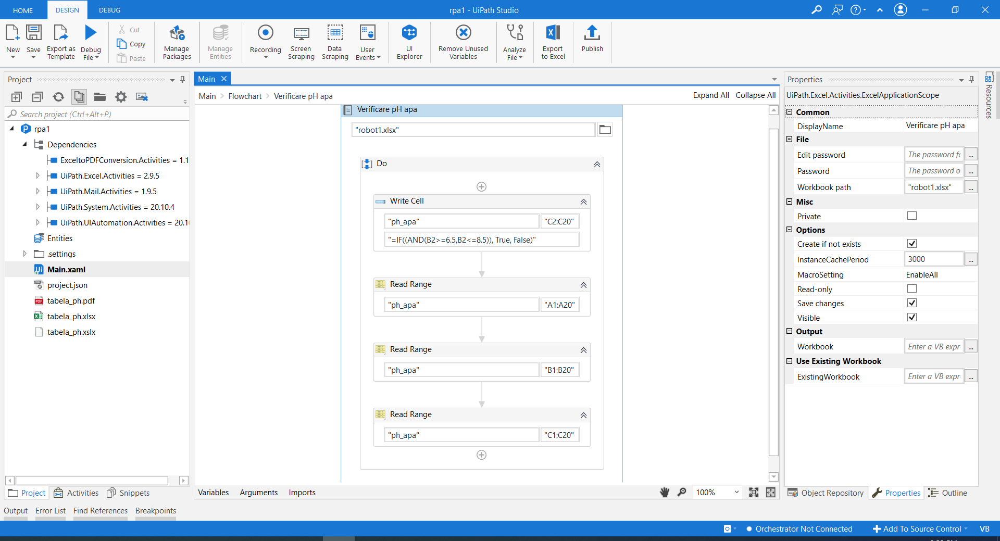 HOME
DESIGN
DEBUG
rpa1 - UiPath Studio
New
Save
Export as
Template
Debug
File
Cut
Copy
Paste
Manage
Packages
Manage
Entities
Recording
Screen
Scraping
Data
Scraping
User
Events
UI
Explorer
Remove Unused
Variables
Analyze
File
Export
to Excel
Publish
Project
Search project (Ctrl+Alt+P)
rpa1
Dependencies
ExceltoPDFConversion.Activities = 1.1
UiPath.Excel.Activities = 2.9.5
UiPath.Mail.Activities = 1.9.5
UiPath.System.Activities = 20.10.4
UiPath.UIAutomation.Activities = 20.1
Entities
.settings
Main.xaml
project.json
tabela_ph.pdf
tabela_ph.xlsx
tabela_ph.xslx
Project
Activities
Snippets
Output
Error List
Find References
Breakpoints
Main
Main > Flowchart > Verificare pH apa
Expand All
Collapse All
Verificare pH apa
"robot1.xlsx"
Do
Write Cell
"ph_apa"
"C2:C20"
"=IF((AND(B2>=6.5,B2<=8.5)), True, False)"
Read Range
"ph_apa"
"A1:A20"
Read Range
"ph_apa"
"B1:B20"
Read Range
"ph_apa"
"C1:C20"
Variables
Arguments
Imports
100%
Properties
UiPath.Excel.Activities.ExcelApplicationScope
Common
DisplayName
Verificare pH apa
File
Edit password
The password fo
...
Password
The password o
...
Workbook path
"robot1.xlsx"
...
Misc
Private
Options
Create if not exists
InstanceCachePeriod
3000
...
MacroSetting
EnableAll
Read-only
Save changes
Visible
Output
Workbook
Enter a VB expr
...
Use Existing Workbook
ExistingWorkbook
Enter a VB expr
...
Object Repository
Properties
Outline
Resources
Orchestrator Not Connected
Add To Source Control
VB